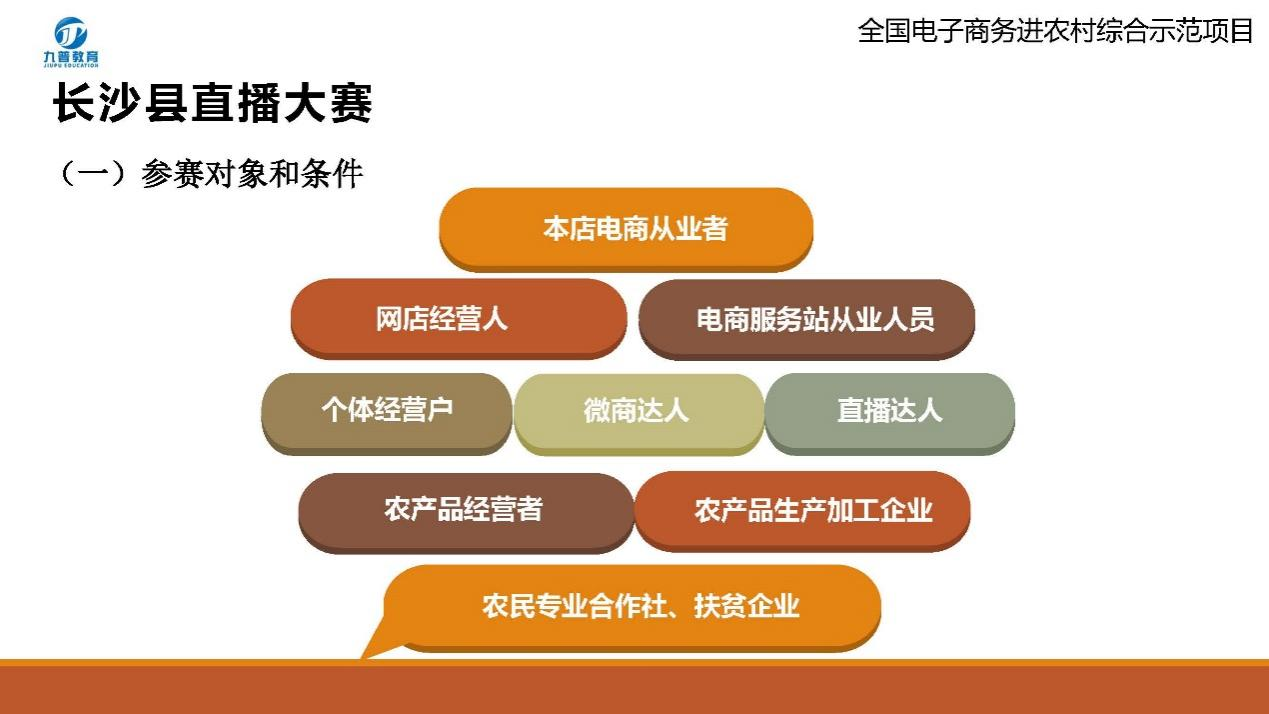 九普教育
JIUPU EDUCATION
全国电子商务进农村综合示范项目
长沙县直播大赛
（一）参赛对象和条件
本店电商从业者
网店经营人
电商服务站从业人员
个体经营户
微商达人
直播达人
农产品经营者
农产品生产加工企业
农民专业合作社、扶贫企业